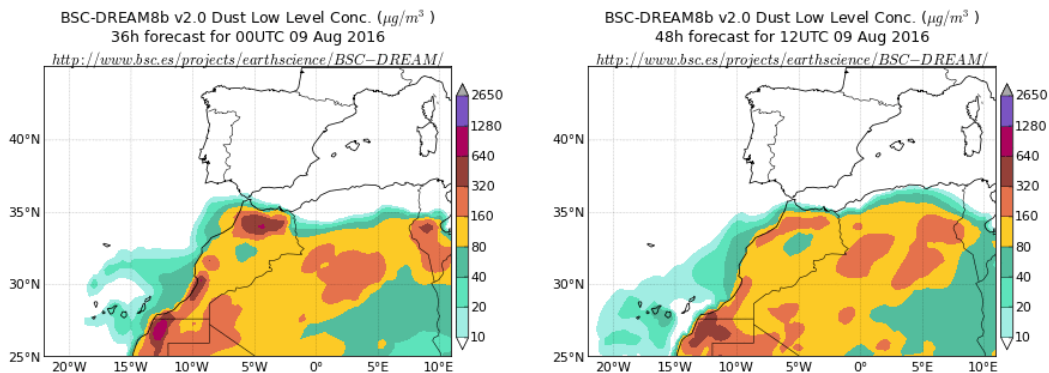 BSC-DREAM8b v2.0 Dust Low Level Conc. (μg/m³ )
36h forecast for 00UTC 09 Aug 2016
http://www.bsc.es/projects/earthscience/BSC−DREAM/
40°N
35°N
30°N
25°N
20°W
15°W
10°W
5°W
0°E
5°E
10°E
2650
1280
640
320
160
80
40
20
10
BSC-DREAM8b v2.0 Dust Low Level Conc. (μg/m³ )
48h forecast for 12UTC 09 Aug 2016
http://www.bsc.es/projects/earthscience/BSC−DREAM/
40°N
35°N
30°N
25°N
20°W
15°W
10°W
5°W
0°E
5°E
10°E
2650
1280
640
320
160
80
40
20
10